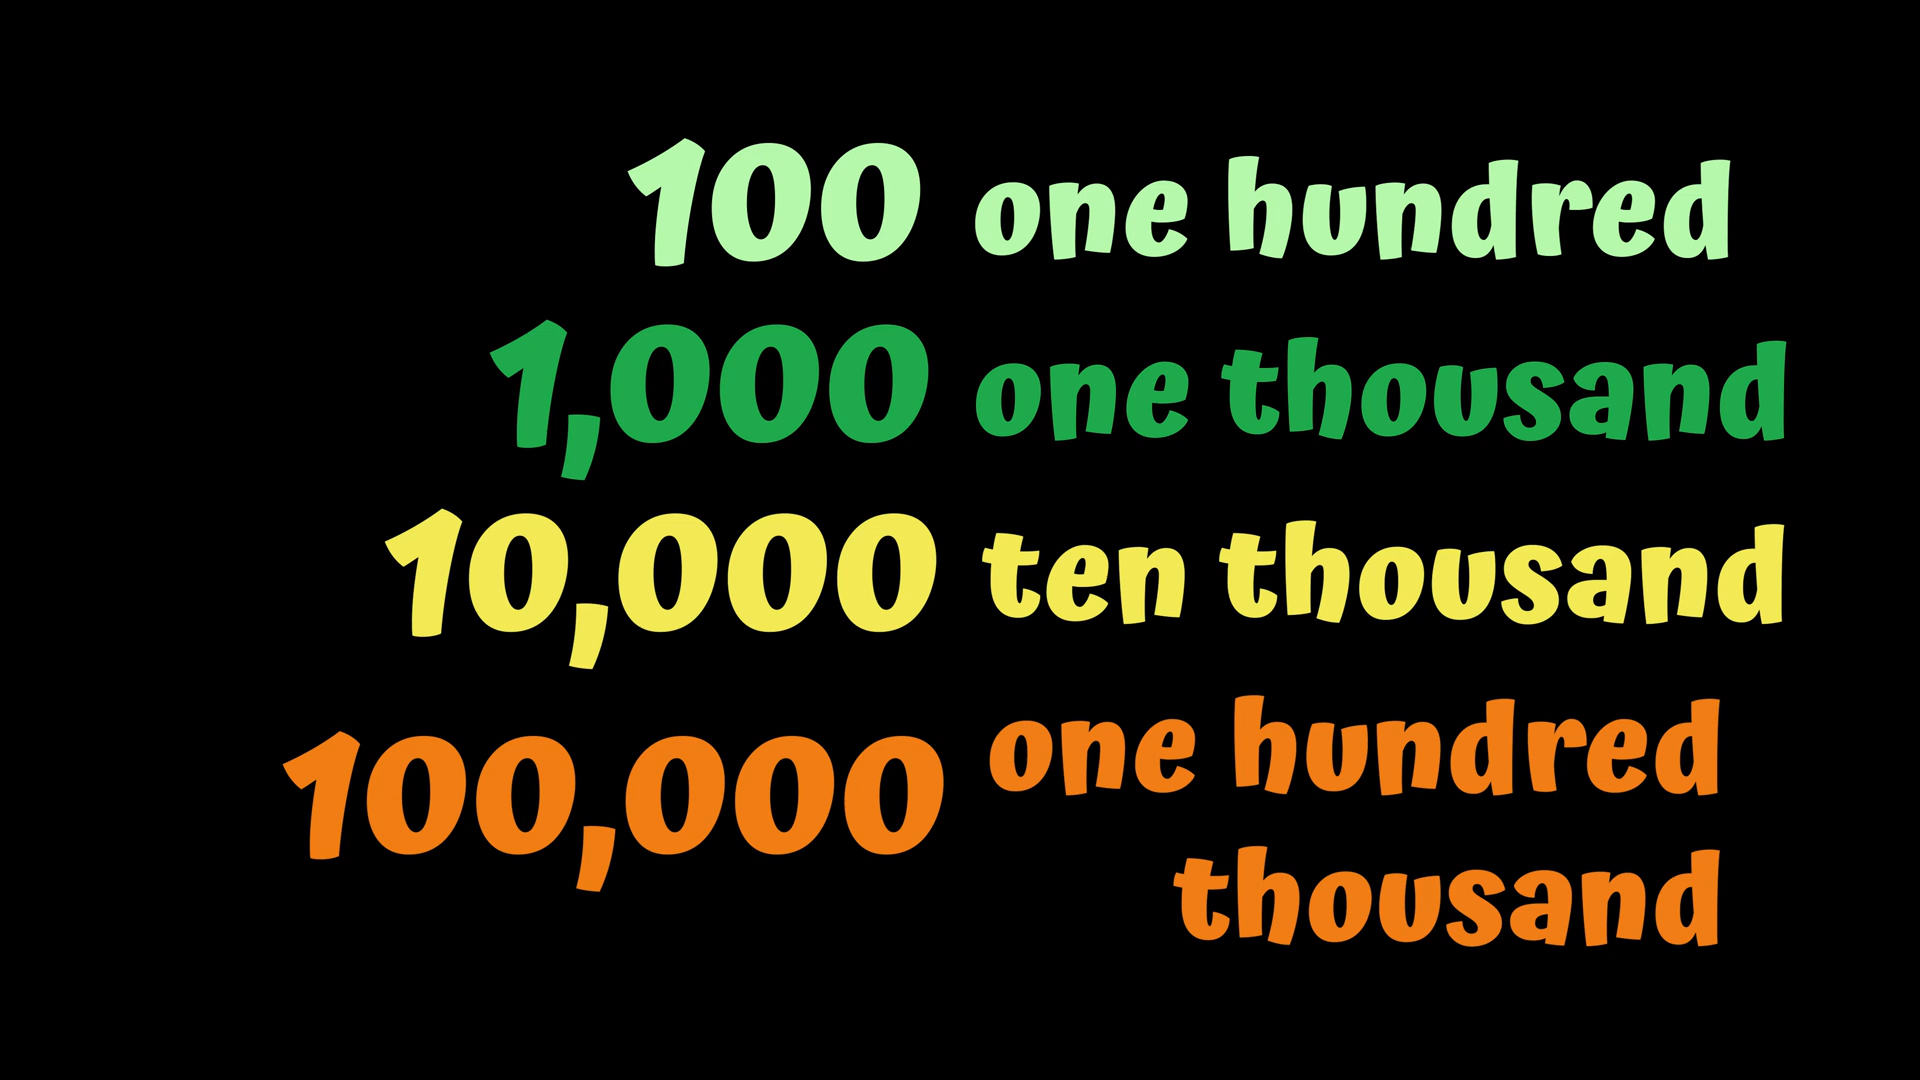 100 one hundred
1,000 one thousand
10,000 ten thousand
100,000 one hundred
thousand